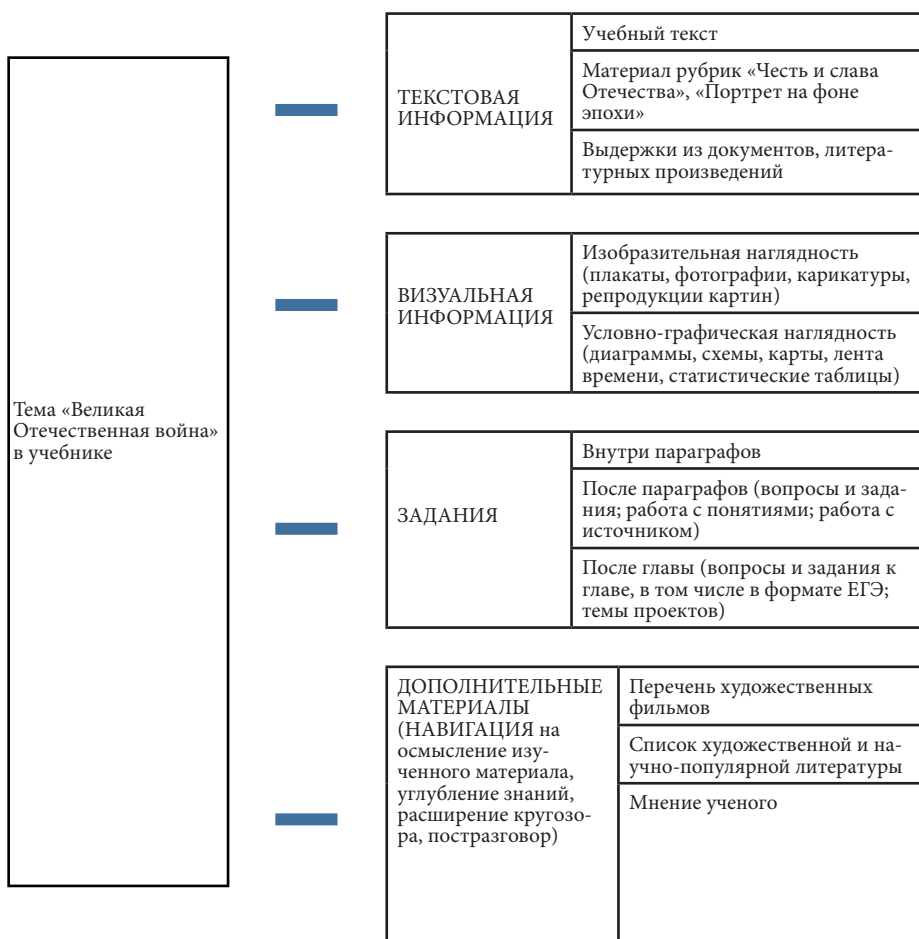 Тема «Великая
Отечественная война»
в учебнике
ТЕКСТОВАЯ
ИНФОРМАЦИЯ
Учебный текст
Материал рубрик «Честь и слава
Отечества», «Портрет на фоне
эпохи»
Выдержки из документов, литера-
турных произведений
ВИЗУАЛЬНАЯ
ИНФОРМАЦИЯ
Изобразительная наглядность
(плакаты, фотографии, карикатуры,
репродукции картин)
Условно-графическая наглядность
(диаграммы, схемы, карты, лента
времени, статистические таблицы)
ЗАДАНИЯ
Внутри параграфов
После параграфов (вопросы и зада-
ния; работа с понятиями; работа с
источником)
После главы (вопросы и задания к
главе, в том числе в формате ЕГЭ;
темы проектов)
ДОПОЛНИТЕЛЬНЫЕ
МАТЕРИАЛЫ
(НАВИГАЦИЯ на
осмысление изу-
ченного материала,
углубление знаний,
расширение кругозо-
ра, постразговор)
Перечень художественных
фильмов
Список художественной и на-
учно-популярной литературы
Мнение ученого